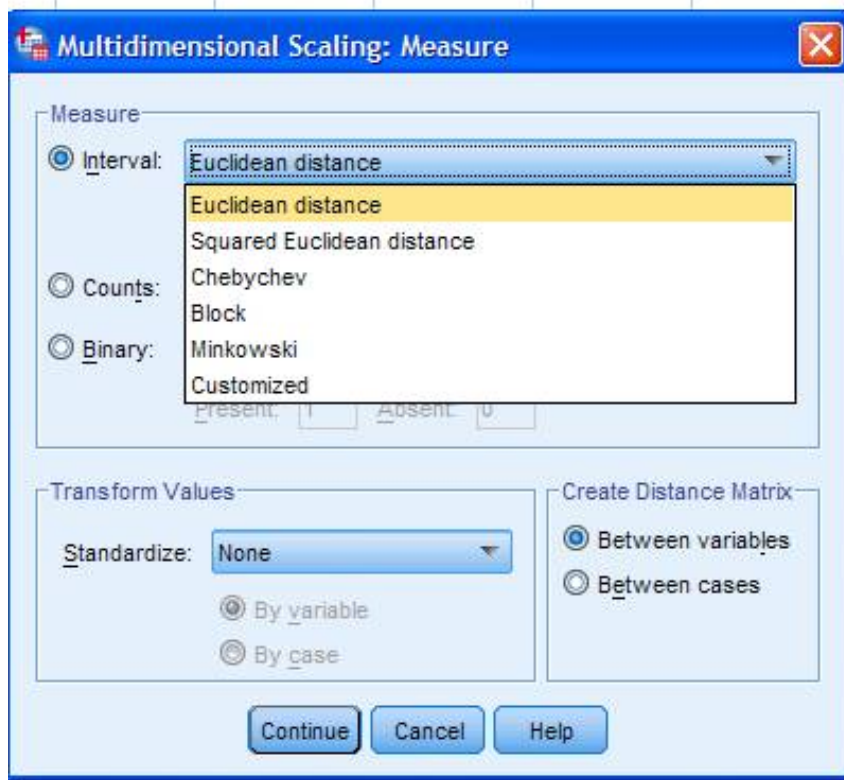 Multidimensional Scaling: Measure
Measure
Interval: Euclidean distance
Euclidean distance
Squared Euclidean distance
Chebychev
Counts:
Block
Binary:
Minkowski
Customized
Present: 1 Absent: 0
Transform Values
Standardize: None
By variable
By case
Create Distance Matrix
Between variables
Between cases
Continue Cancel Help